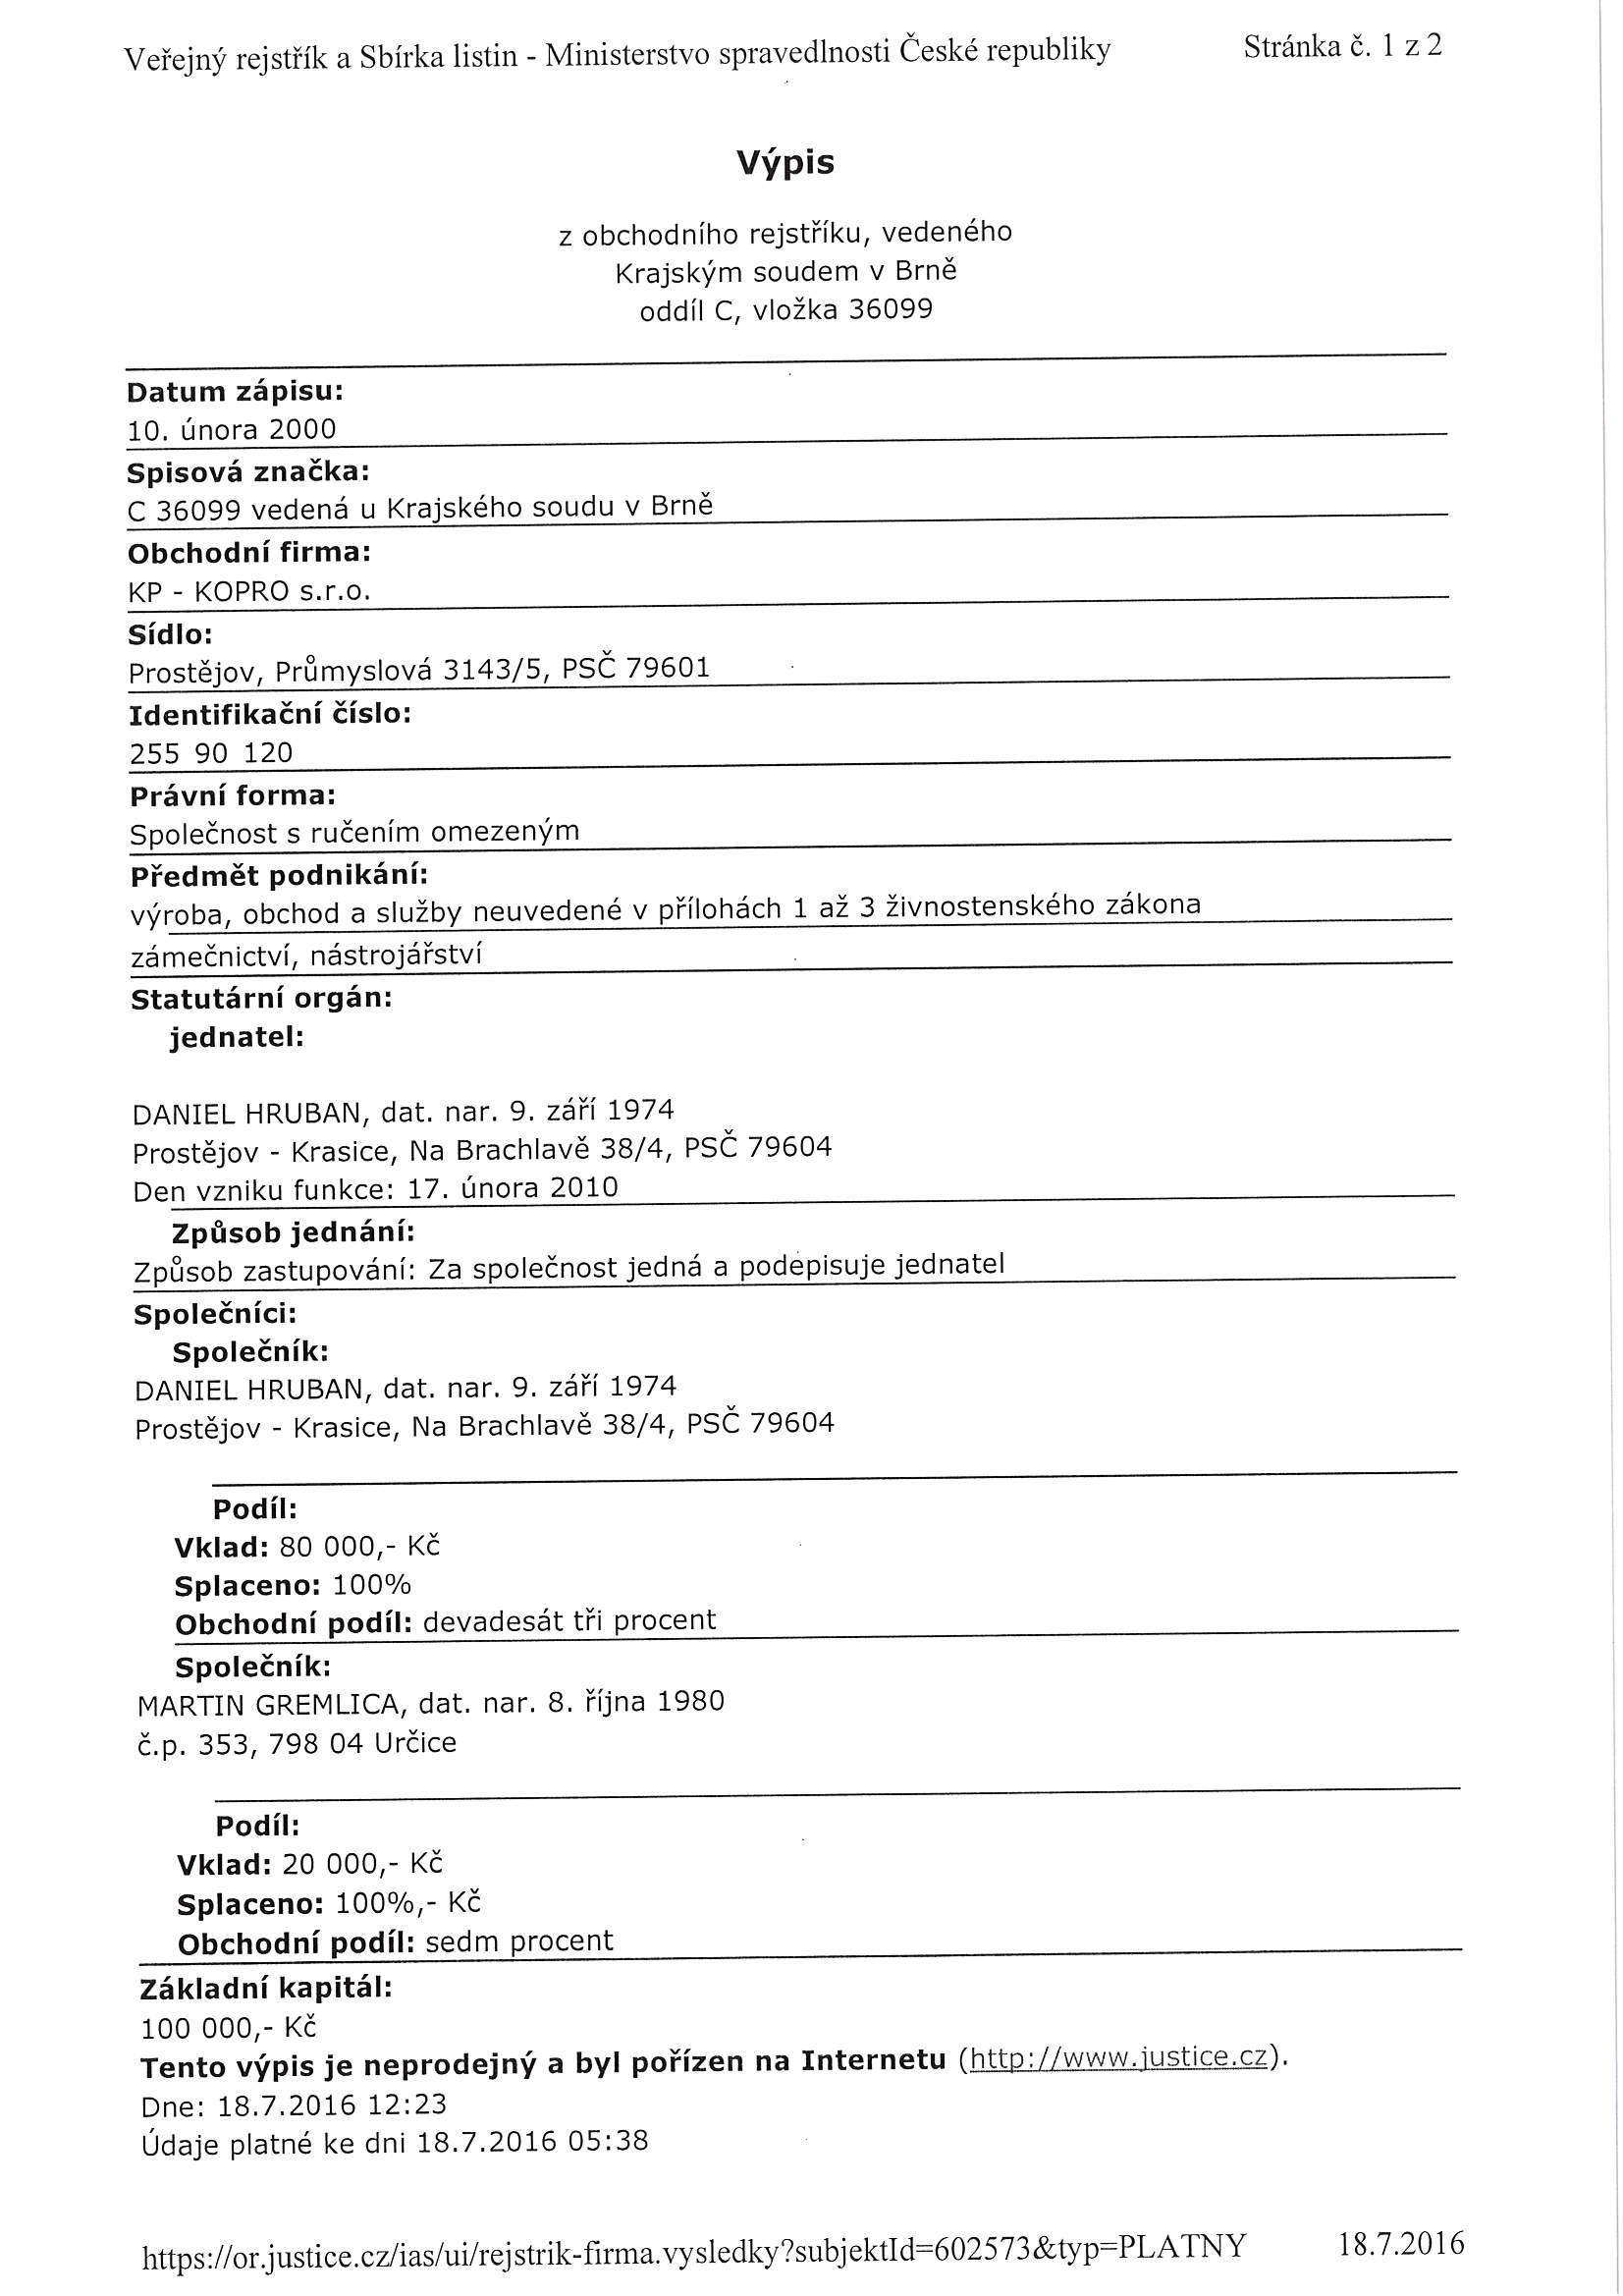 Veřejný rejstřík a Sbírka listin - Ministerstvo spravedlnosti České republiky Stránka č. 1 z 2
Výpis
z obchodního rejstříku, vedeného
Krajským soudem v Brně
oddíl C, vložka 36099
Datum zápisu:
10. února 2000
Spisová značka:
C 36099 vedená u Krajského soudu v Brně
Obchodní firma:
KP - KOPRO s.r.o.
Sídlo:
Prostějov, Průmyslová 3143/5, PSČ 79601
Identifikační číslo:
255 90 120
Právní forma:
Společnost s ručením omezeným
Předmět podnikání:
výroba, obchod a služby neuvedené v přílohách 1 až 3 živnostenského zákona
zámečnictví, nástrojářství
Statutární orgán:
jednatel:
DANIEL HRUBAN, dat. nar. 9. září 1974
Prostějov - Krasice, Na Brachlavě 38/4, PSČ 79604
Den vzniku funkce: 17. února 2010
Způsob jednání:
Způsob zastupování: Za společnost jedná a podepisuje jednatel
Společníci:
Společník:
DANIEL HRUBAN, dat. nar. 9. září 1974
Prostějov - Krasice, Na Brachlavě 38/4, PSČ 79604
Podíl:
Vklad: 80 000,- Kč
Splaceno: 100%
Obchodní podíl: devadesát tři procent
Společník:
MARTIN GREMLICA, dat. nar. 8. října 1980
č.p. 353, 798 04 Určice
Podíl:
Vklad: 20 000,- Kč
Splaceno: 100%,- Kč
Obchodní podíl: sedm procent
Základní kapitál:
100 000,- Kč
Tento výpis je neprodejný a byl pořízen na Internetu (http://www.justice.cz).
Dne: 18.7.2016 12:23
Údaje platné ke dni 18.7.2016 05:38
https://or.justice.cz/ias/ui/rejstrik-firma.vysledky?subjektId=602573&typ=PLATNY 18.7.2016